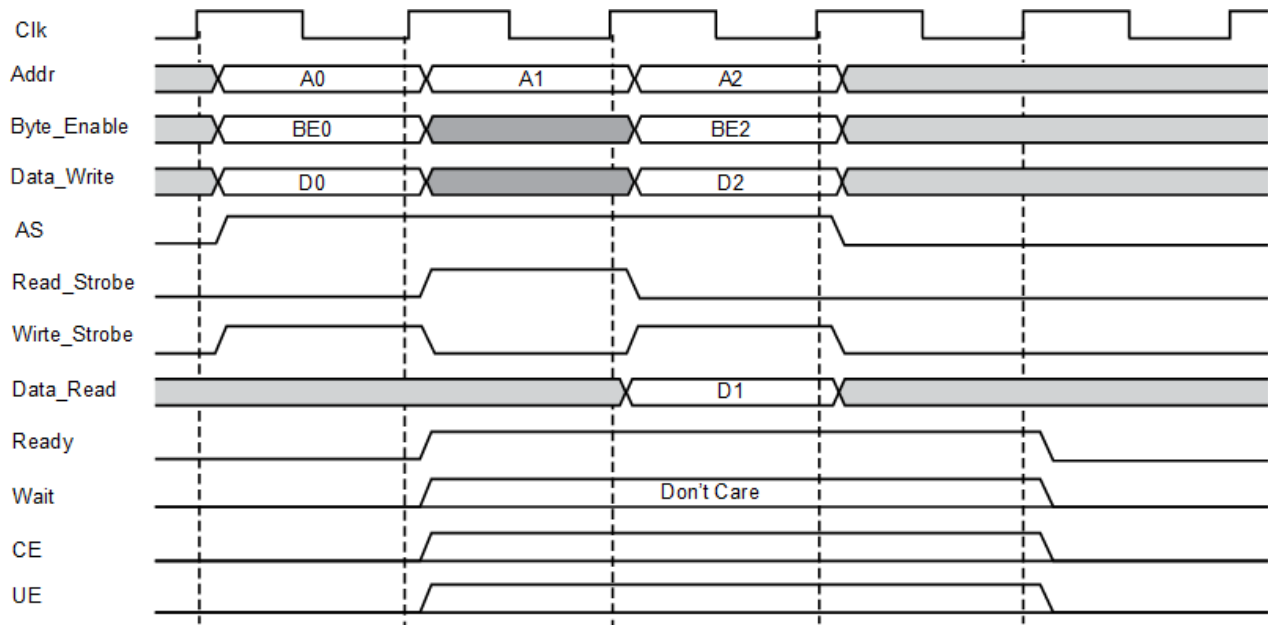 Clk
Addr A0 A1 A2
Byte_Enable BE0 BE2
Data_Write D0 D2
AS
Read_Strobe
Wirte_Strobe
Data_Read D1
Ready
Wait Don't Care
CE
UE